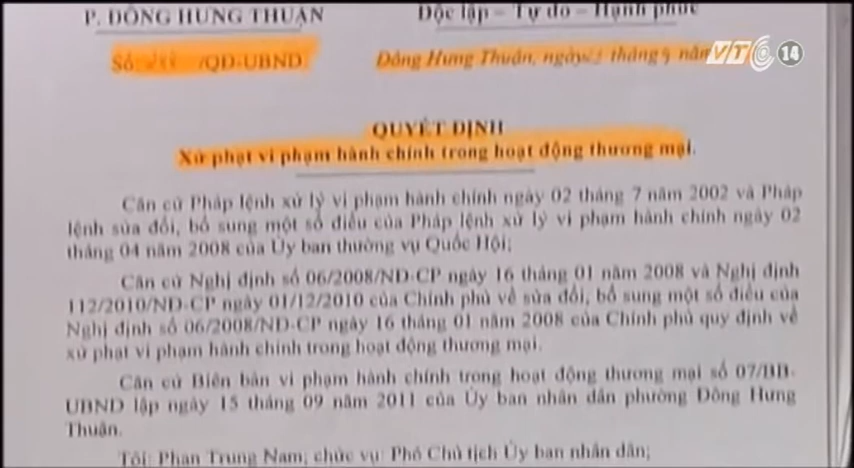 P. ĐÔNG HƯNG THUẬN
Độc lập – Tự do – Hạnh phúc
Số: /QĐ-UBND
Đông Hưng Thuận, ngày tháng 9 năm
VTC 14
QUYẾT ĐỊNH
Xử phạt vi phạm hành chính trong hoạt động thương mại.
Căn cứ Pháp lệnh xử lý vi phạm hành chính ngày 02 tháng 7 năm 2002 và Pháp
lệnh sửa đổi, bổ sung một số điều của Pháp lệnh xử lý vi phạm hành chính ngày 02
tháng 04 năm 2008 của Ủy ban thường vụ Quốc Hội;
Căn cứ Nghị định số 06/2008/NĐ-CP ngày 16 tháng 01 năm 2008 và Nghị định
112/2010/NĐ-CP ngày 01/12/2010 của Chính phủ về sửa đổi, bổ sung một số điều của
Nghị định số 06/2008/NĐ-CP ngày 16 tháng 01 năm 2008 của Chính phủ quy định về
xử phạt vi phạm hành chính trong hoạt động thương mại.
Căn cứ Biên bản vi phạm hành chính trong hoạt động thương mại số 07/BB-
UBND lập ngày 15 tháng 09 năm 2011 của Ủy ban nhân dân phường Đông Hưng
Thuận.
Tôi: Phan Trung Nam; chức vụ: Phó Chủ tịch Ủy ban nhân dân;